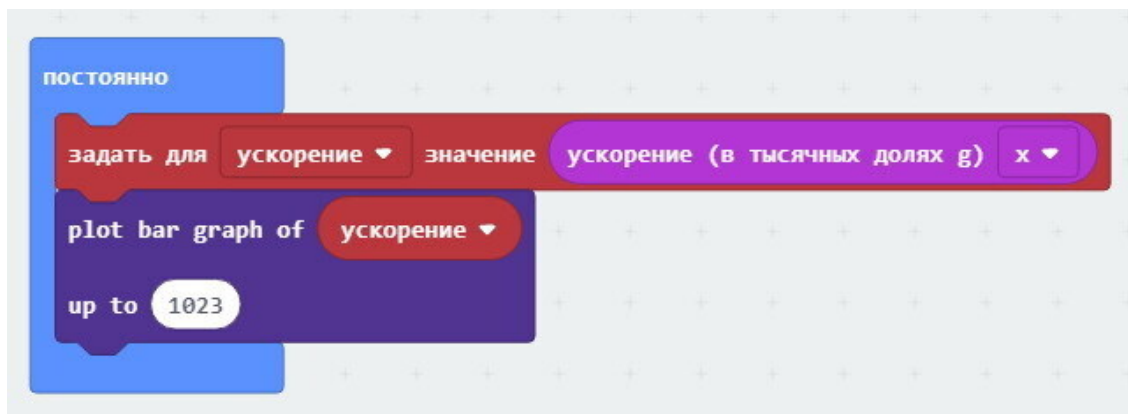 постоянно
задать для ускорение значение ускорение (в тысячных долях g) x
plot bar graph of ускорение
up to 1023